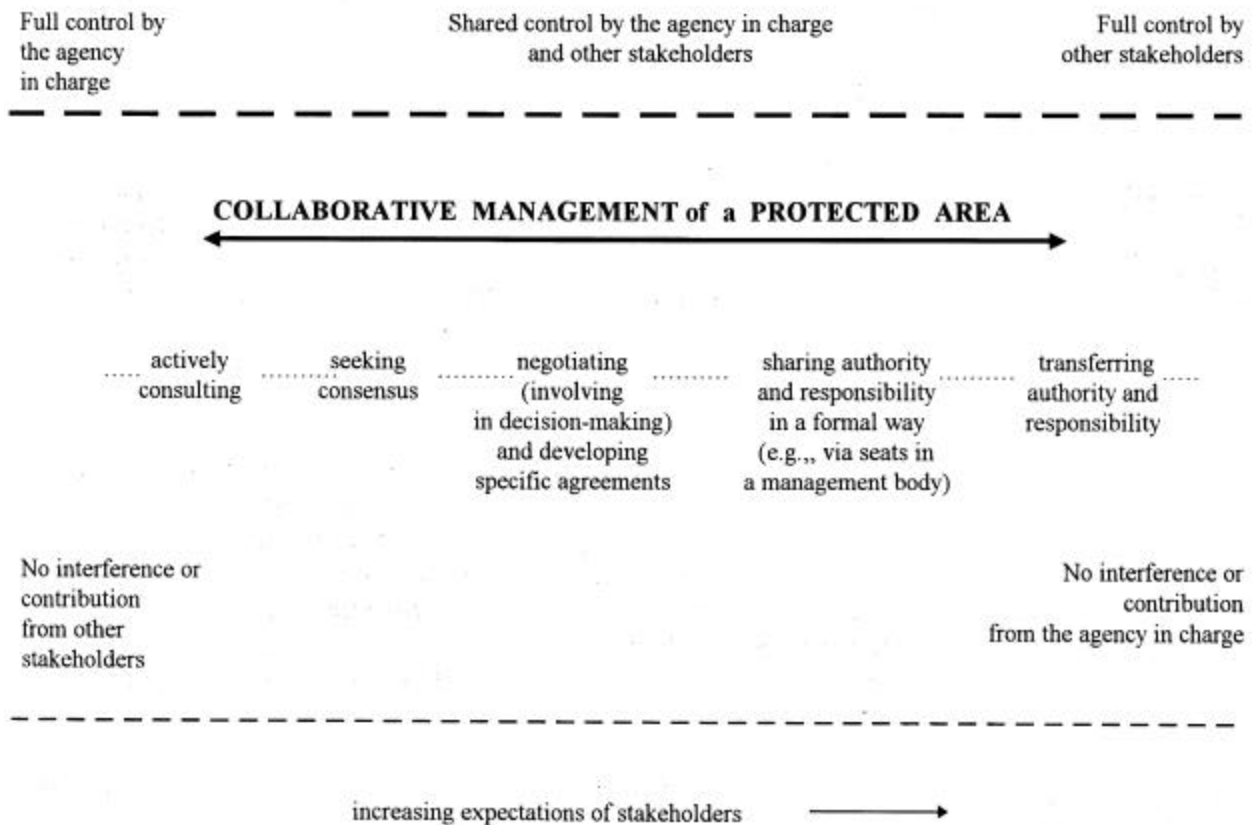 Full control by
the agency
in charge
Shared control by the agency in charge
and other stakeholders
Full control by
other stakeholders
COLLABORATIVE MANAGEMENT of a PROTECTED AREA
actively
consulting
seeking
consensus
negotiating
(involving
in decision-making)
and developing
specific agreements
sharing authority
and responsibility
in a formal way
(e.g.,, via seats in
a management body)
transferring
authority and
responsibility
No interference or
contribution
from other
stakeholders
No interference or
contribution
from the agency in charge
increasing expectations of stakeholders